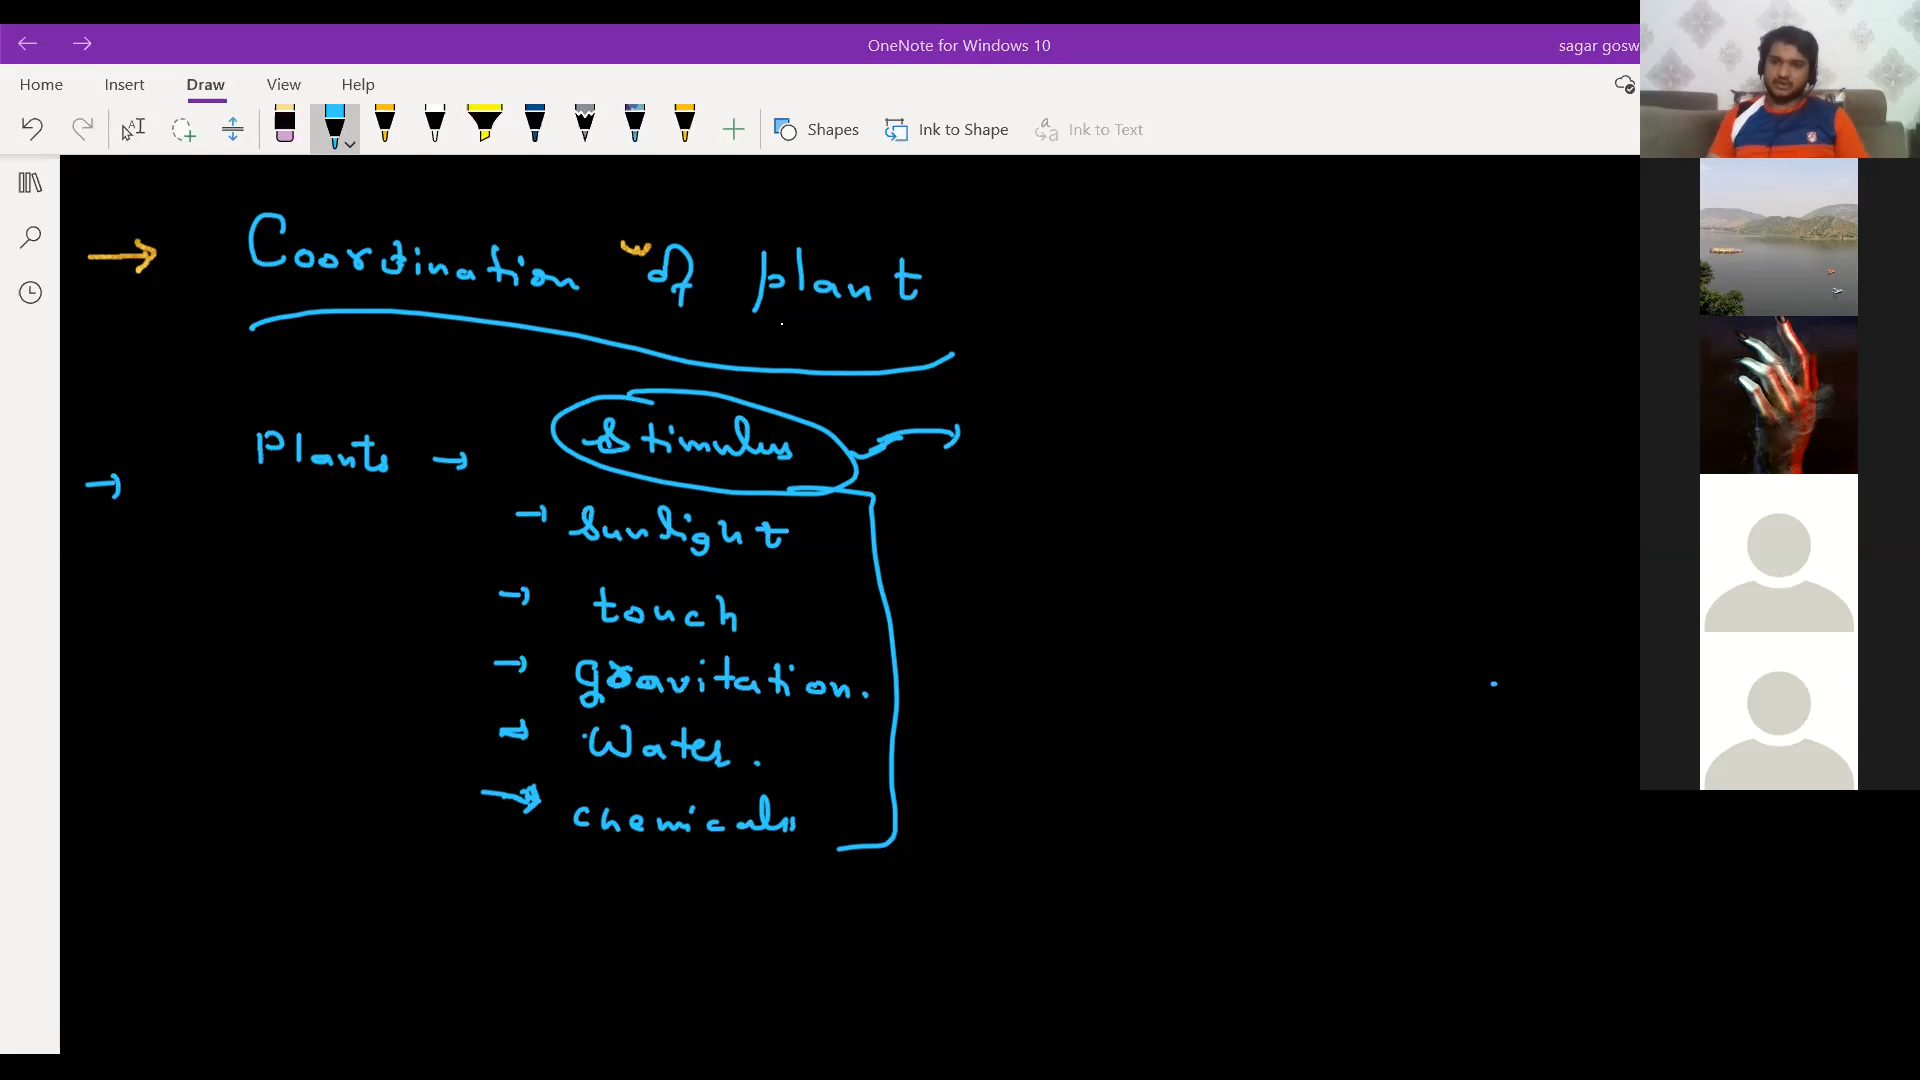 OneNote for Windows 10
sagar gosw
Home Insert Draw View Help
Shapes Ink to Shape Ink to Text
Coordination of plant
Plants → Stimulus →
→
→ Sunlight
→ touch
→ gravitation.
→ Water.
→ chemicals